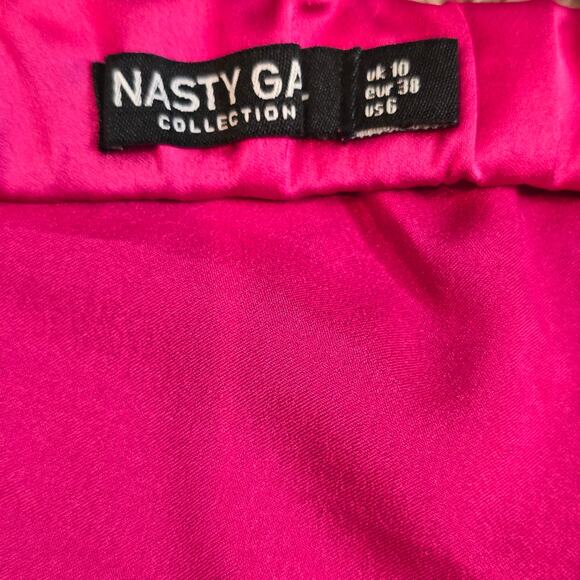 NASTY GA
COLLECTION
uk 10
eur 38
us 6